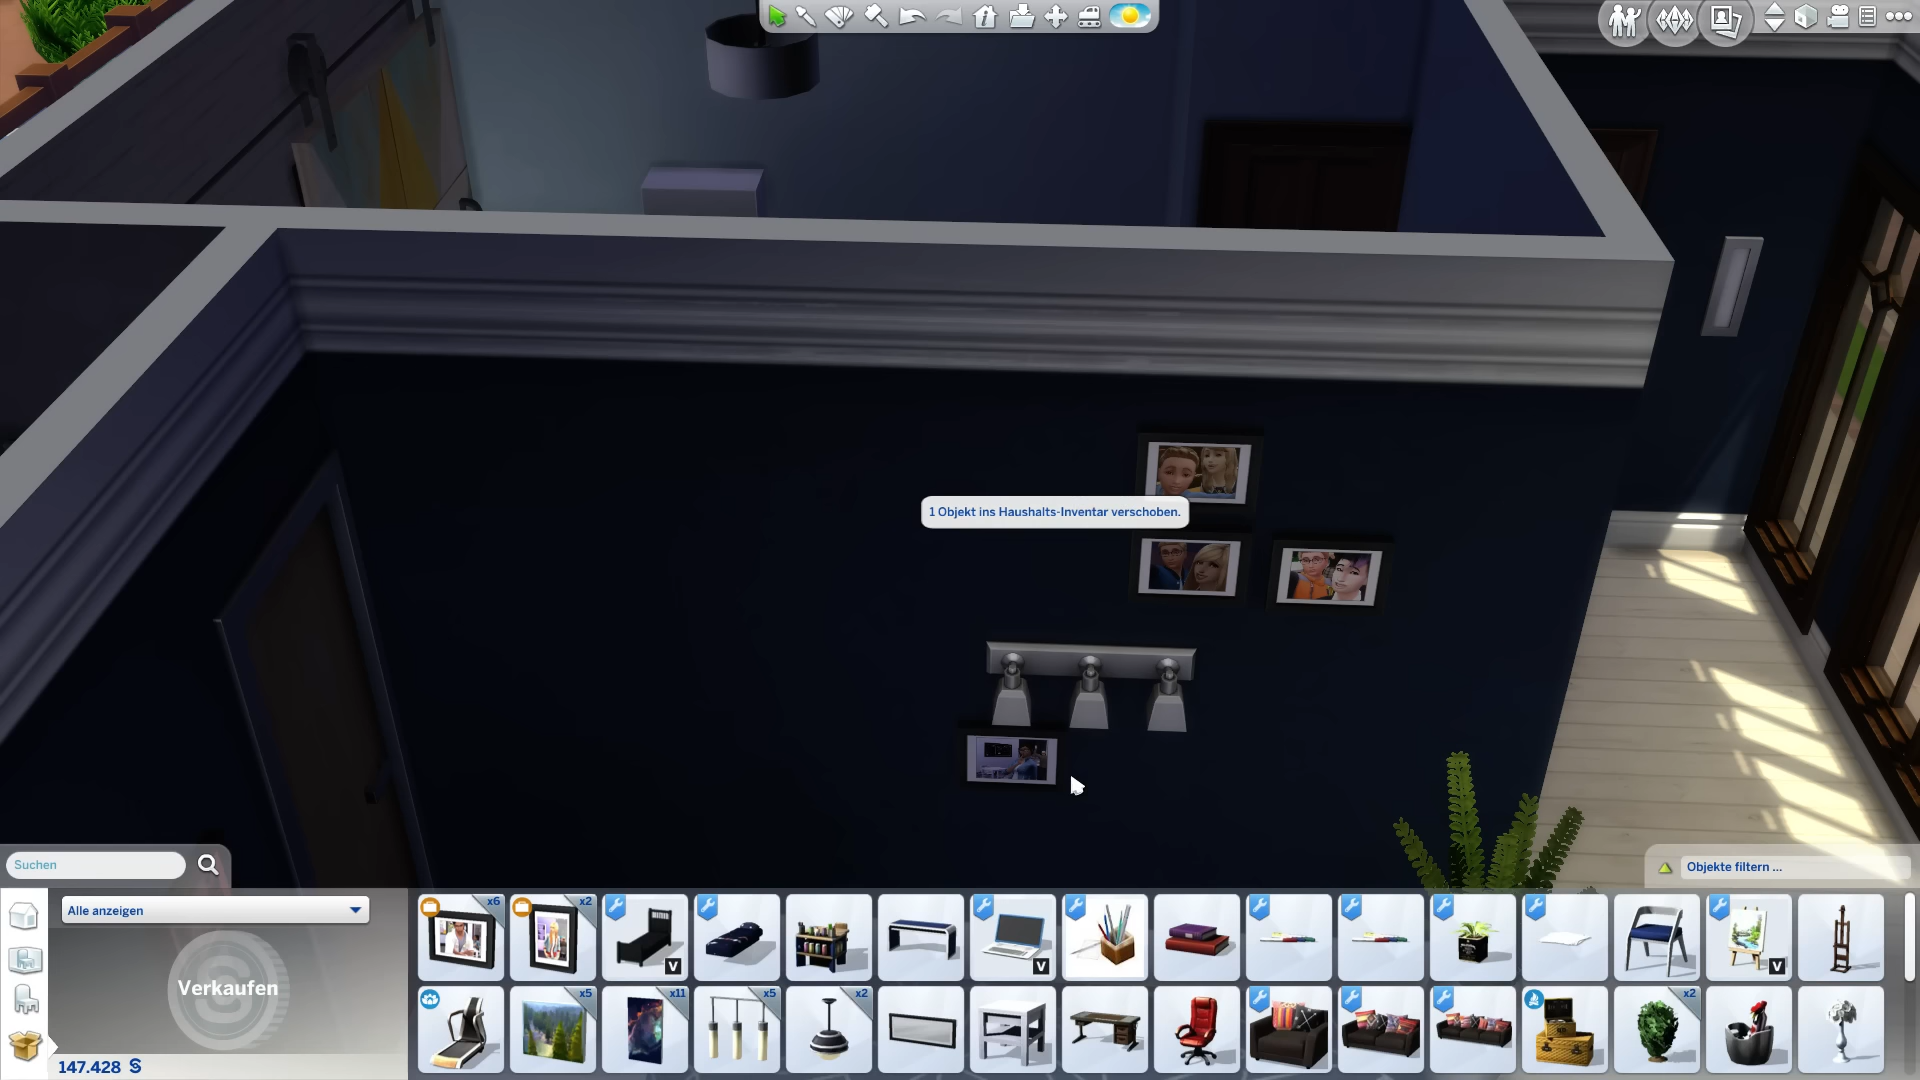 1 Objekt ins Haushalts-Inventar verschoben.
Suchen
Objekte filtern ...
Alle anzeigen
x6
x2
V
V
V
Verkaufen
x5
x11
x5
x2
x2
147.428 S